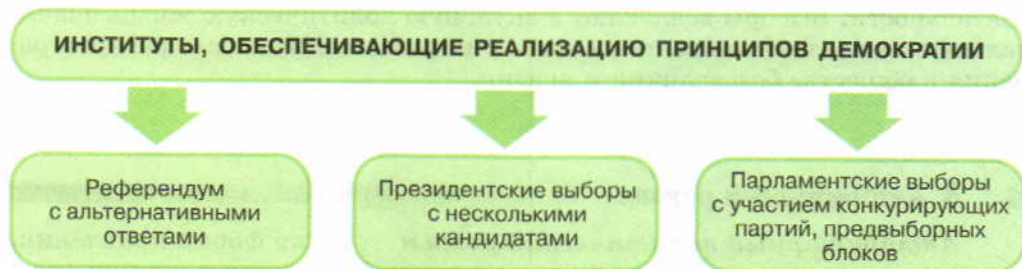 ИНСТИТУТЫ, ОБЕСПЕЧИВАЮЩИЕ РЕАЛИЗАЦИЮ ПРИНЦИПОВ ДЕМОКРАТИИ
Референдум
с альтернативными
ответами
Президентские выборы
с несколькими
кандидатами
Парламентские выборы
с участием конкурирующих
партий, предвыборных
блоков